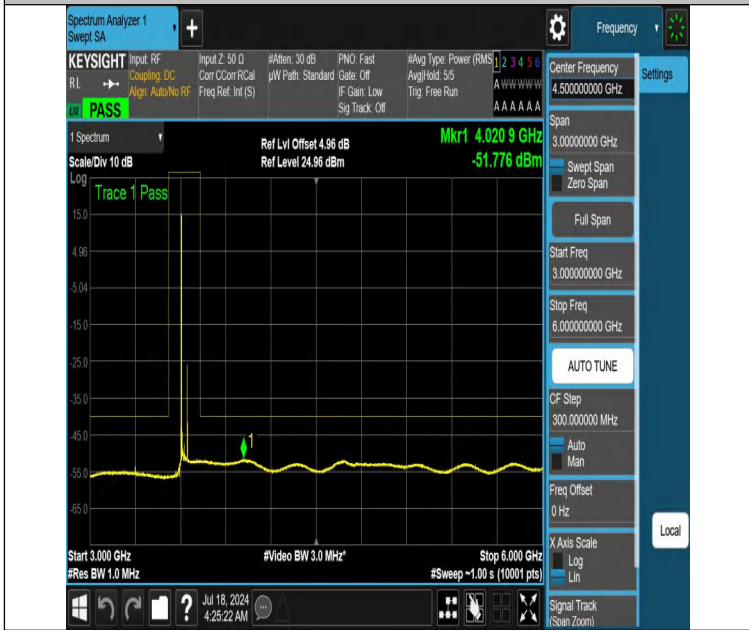 Spectrum Analyzer 1
Swept SA
+
Frequency
KEYSIGHT
RL
LXI
PASS
Input: RF
Coupling: DC
Align: Auto/No RF
Input Z: 50 Ω
Corr CCorr RCal
Freq Ref: Int (S)
#Atten: 30 dB
µW Path: Standard
PNO: Fast
Gate: Off
IF Gain: Low
Sig Track: Off
#Avg Type: Power (RMS
Avg|Hold: 5/5
Trig: Free Run
1 2 3 4 5 6
A W W W W W
A A A A A A
1 Spectrum
Scale/Div 10 dB
Log
Ref Lvl Offset 4.96 dB
Ref Level 24.96 dBm
Mkr1 4.020 9 GHz
-51.776 dBm
Trace 1 Pass
15.0
4.96
-5.04
-15.0
-25.0
-35.0
-45.0
-55.0
-65.0
1
Start 3.000 GHz
#Res BW 1.0 MHz
#Video BW 3.0 MHz*
Stop 6.000 GHz
#Sweep ~1.00 s (10001 pts)
Jul 18, 2024
4:25:22 AM
?
Center Frequency
4.500000000 GHz
Settings
Span
3.00000000 GHz
Swept Span
Zero Span
Full Span
Start Freq
3.000000000 GHz
Stop Freq
6.000000000 GHz
AUTO TUNE
CF Step
300.000000 MHz
Auto
Man
Freq Offset
0 Hz
X Axis Scale
Log
Lin
Signal Track
(Span Zoom)
Local